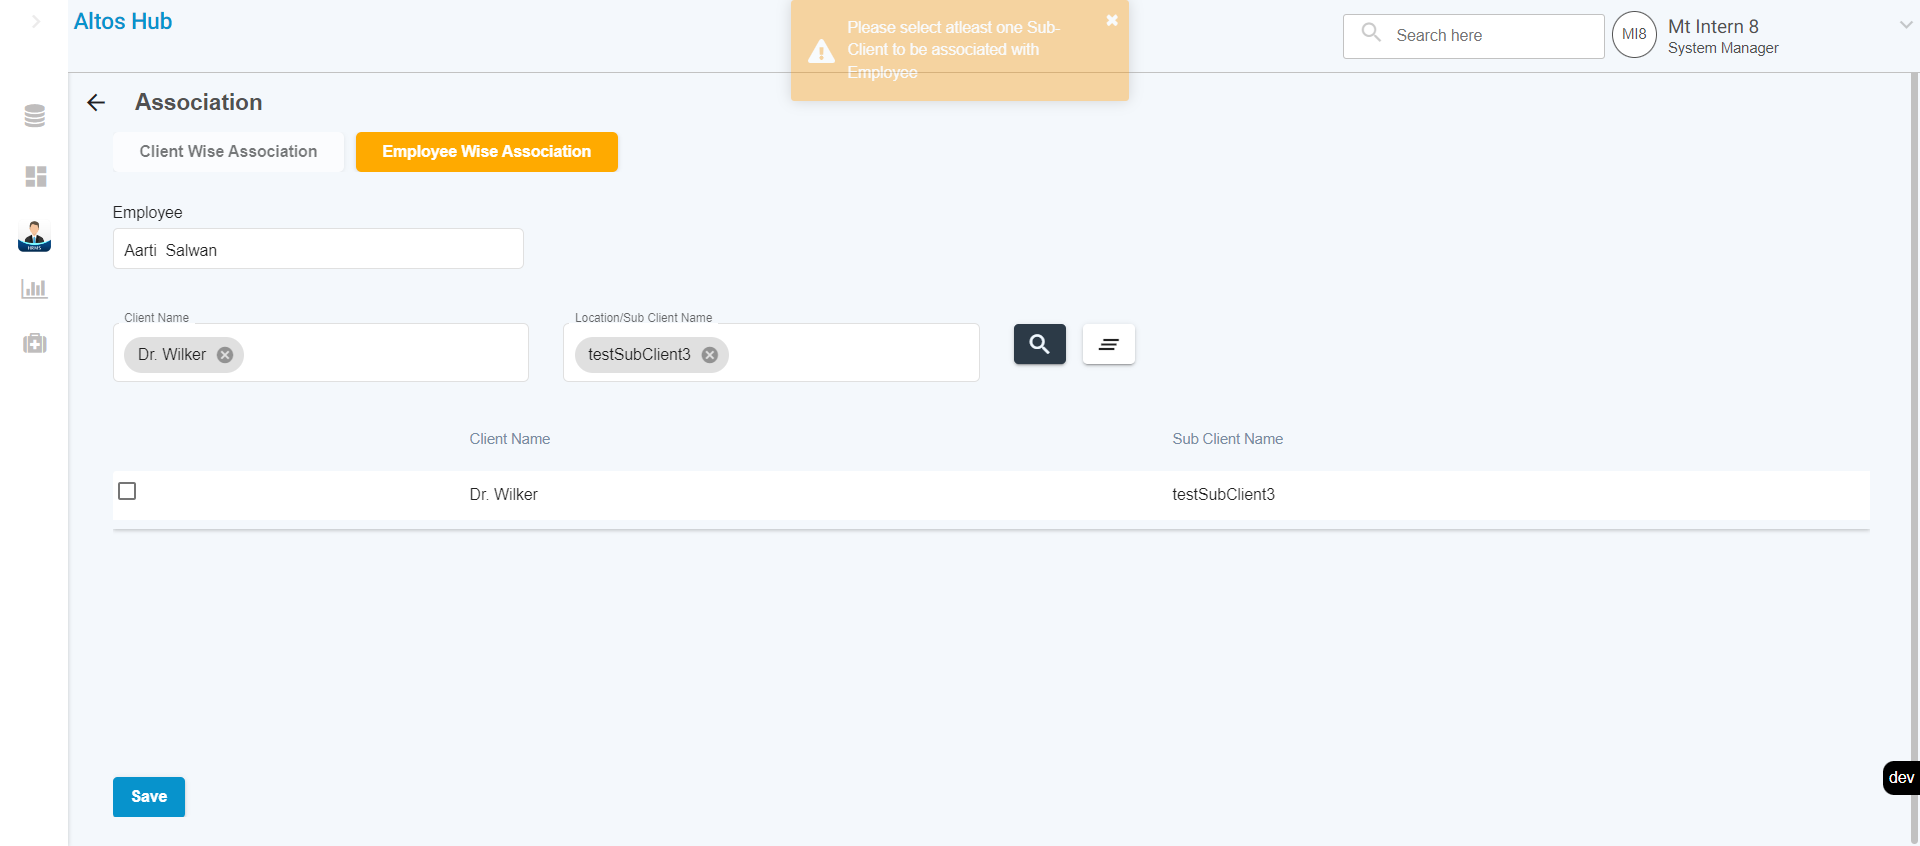 Altos Hub
Please select atleast one Sub-
Client to be associated with
Employee
Search here
MI8
Mt Intern 8
System Manager
Association
Client Wise Association
Employee Wise Association
HRMS
Employee
Aarti Salwan
Client Name
Dr. Wilker
Location/Sub Client Name
testSubClient3
Client Name
Sub Client Name
Dr. Wilker
testSubClient3
dev
Save